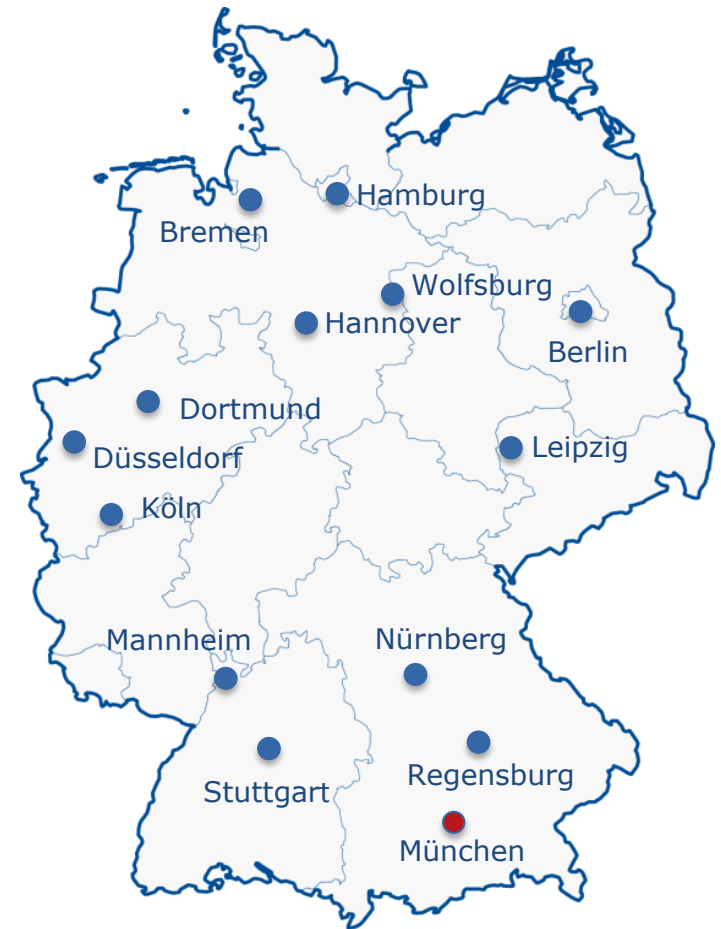 Hamburg
Bremen
Wolfsburg
Hannover
Berlin
Dortmund
Leipzig
Düsseldorf
Köln
Mannheim
Nürnberg
Regensburg
Stuttgart
München